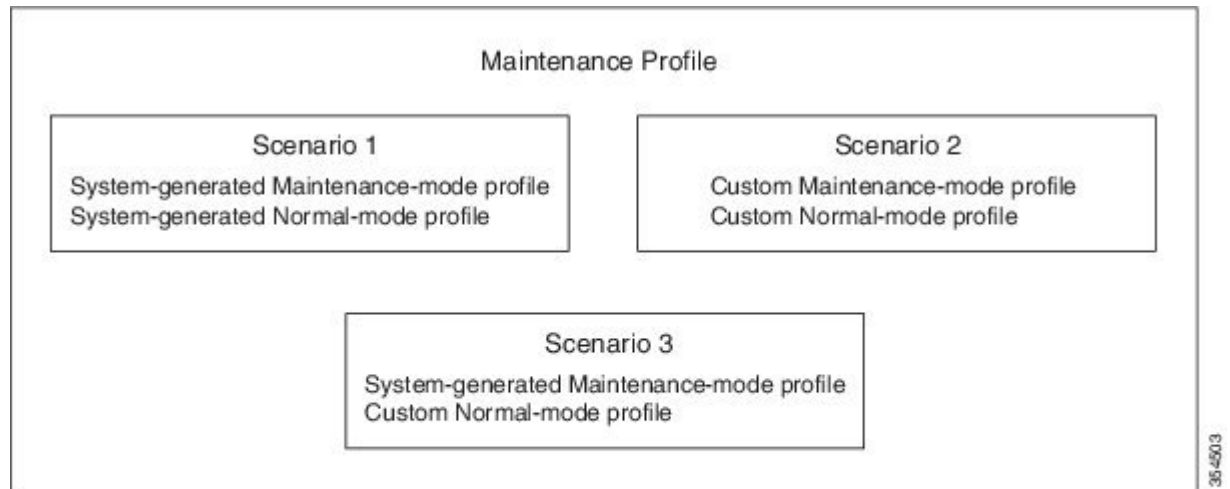 Maintenance Profile
Scenario 1
System-generated Maintenance-mode profile
System-generated Normal-mode profile
Scenario 2
Custom Maintenance-mode profile
Custom Normal-mode profile
Scenario 3
System-generated Maintenance-mode profile
Custom Normal-mode profile
354503